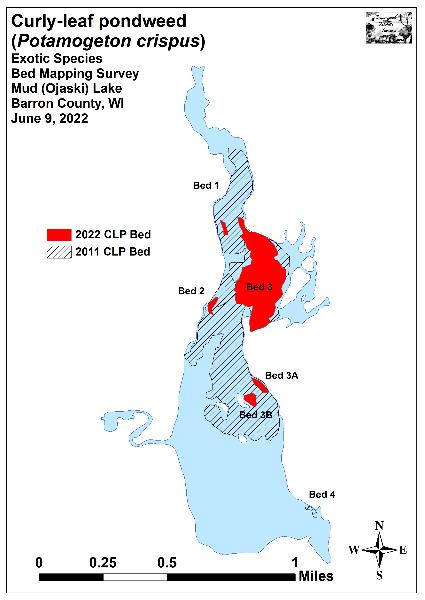 Curly-leaf pondweed
(Potamogeton crispus)
Exotic Species
Bed Mapping Survey
Mud (Ojaski) Lake
Barron County, WI
June 9, 2022
Bed 1
2022 CLP Bed
2011 CLP Bed
Bed 2
Bed 3
Bed 3A
Bed 3B
Bed 4
N
W E
S
0 0.25 0.5 1
Miles